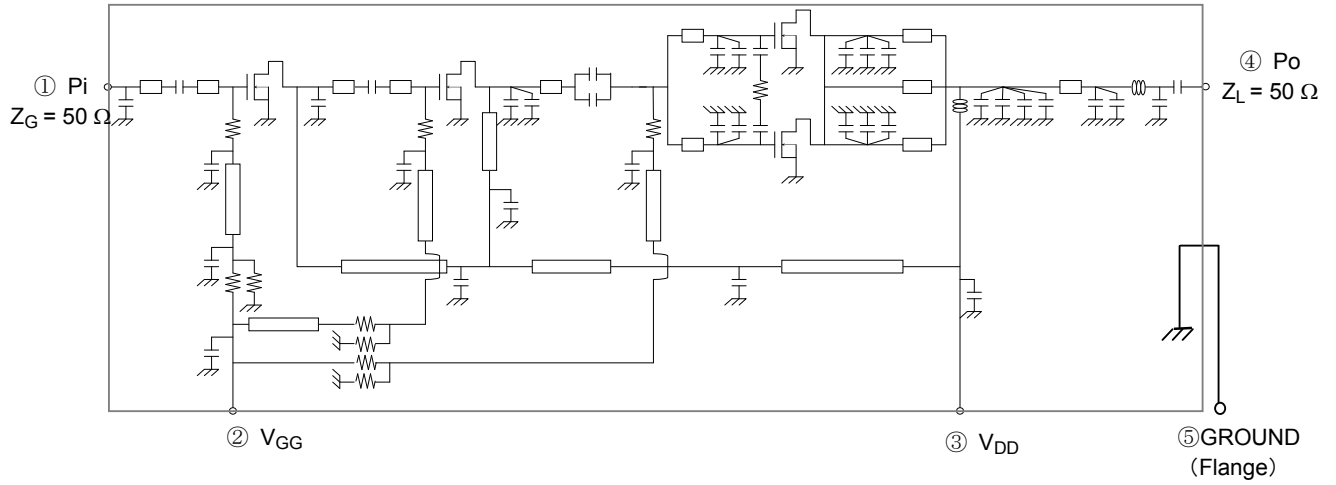 ① Pi
Z_G = 50 Ω
④ Po
Z_L = 50 Ω
② V_GG
③ V_DD
⑤GROUND
(Flange)